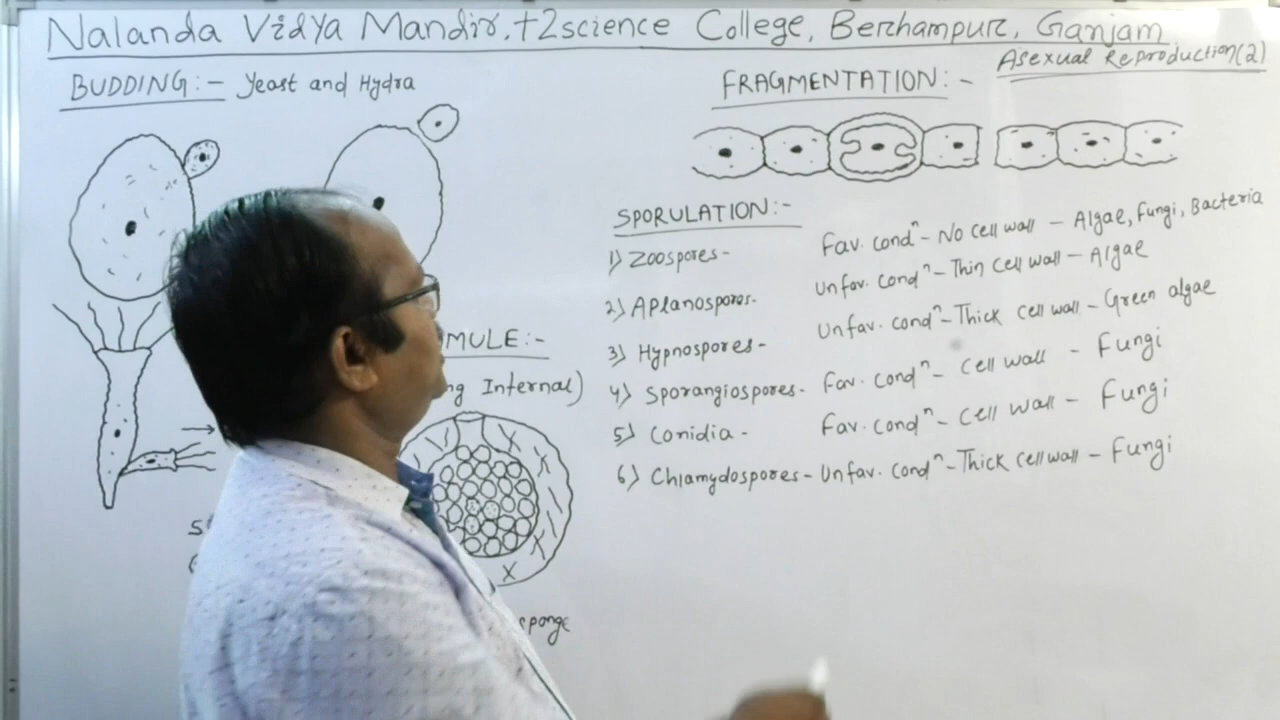 Nalanda Vidya Mandir, +2science College, Berhampur, Ganjam
Asexual Reproduction(2)
BUDDING:- Yeast and Hydra
FRAGMENTATION:-
SPORULATION:-
1) Zoospores- Fav. condⁿ- No cell wall - Algae, Fungi, Bacteria
2) Aplanospores- Unfav. condⁿ-Thin Cell wall - Algae
3) Hypnospores- Unfav. condⁿ-Thick cell wall - Green algae
4) Sporangiospores- Fav. condⁿ- cell wall - Fungi
5) Conidia- Fav. condⁿ- cell wall - Fungi
6) Chlamydospores- Unfav. condⁿ-Thick cell wall - Fungi
MULE:-
Internal)
sponge